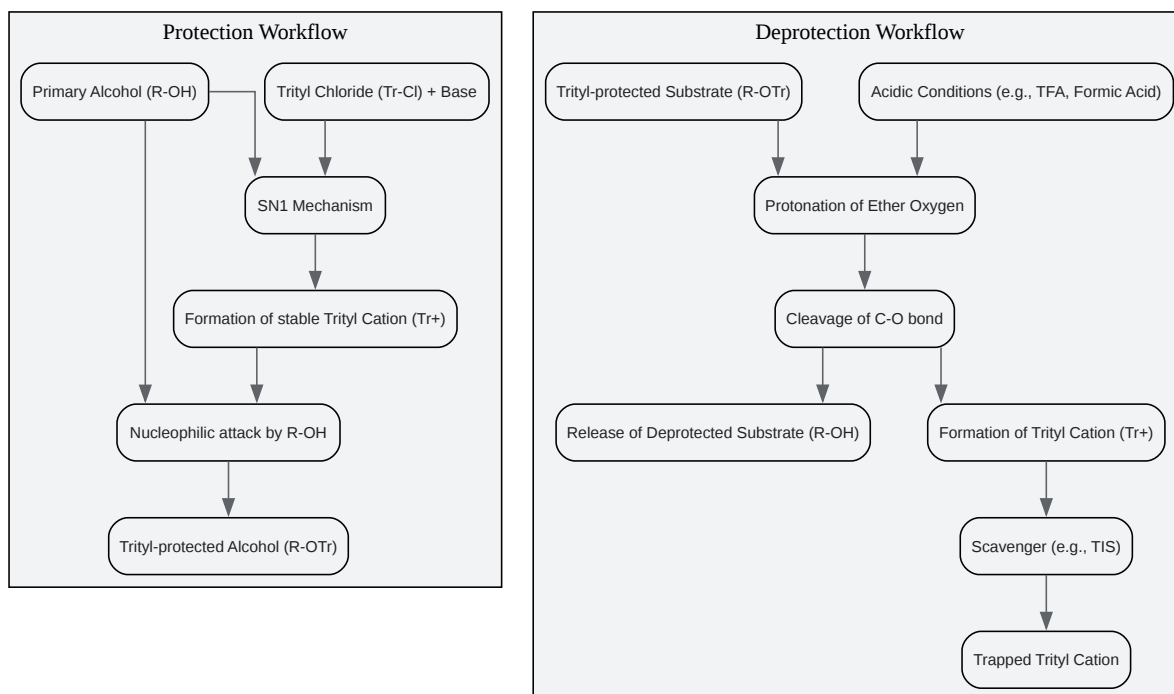 Protection Workflow
Primary Alcohol (R-OH)
Trityl Chloride (Tr-Cl) + Base
SN1 Mechanism
Formation of stable Trityl Cation (Tr+)
Nucleophilic attack by R-OH
Trityl-protected Alcohol (R-OTr)
Deprotection Workflow
Trityl-protected Substrate (R-OTr)
Acidic Conditions (e.g., TFA, Formic Acid)
Protonation of Ether Oxygen
Cleavage of C-O bond
Release of Deprotected Substrate (R-OH)
Formation of Trityl Cation (Tr+)
Scavenger (e.g., TIS)
Trapped Trityl Cation